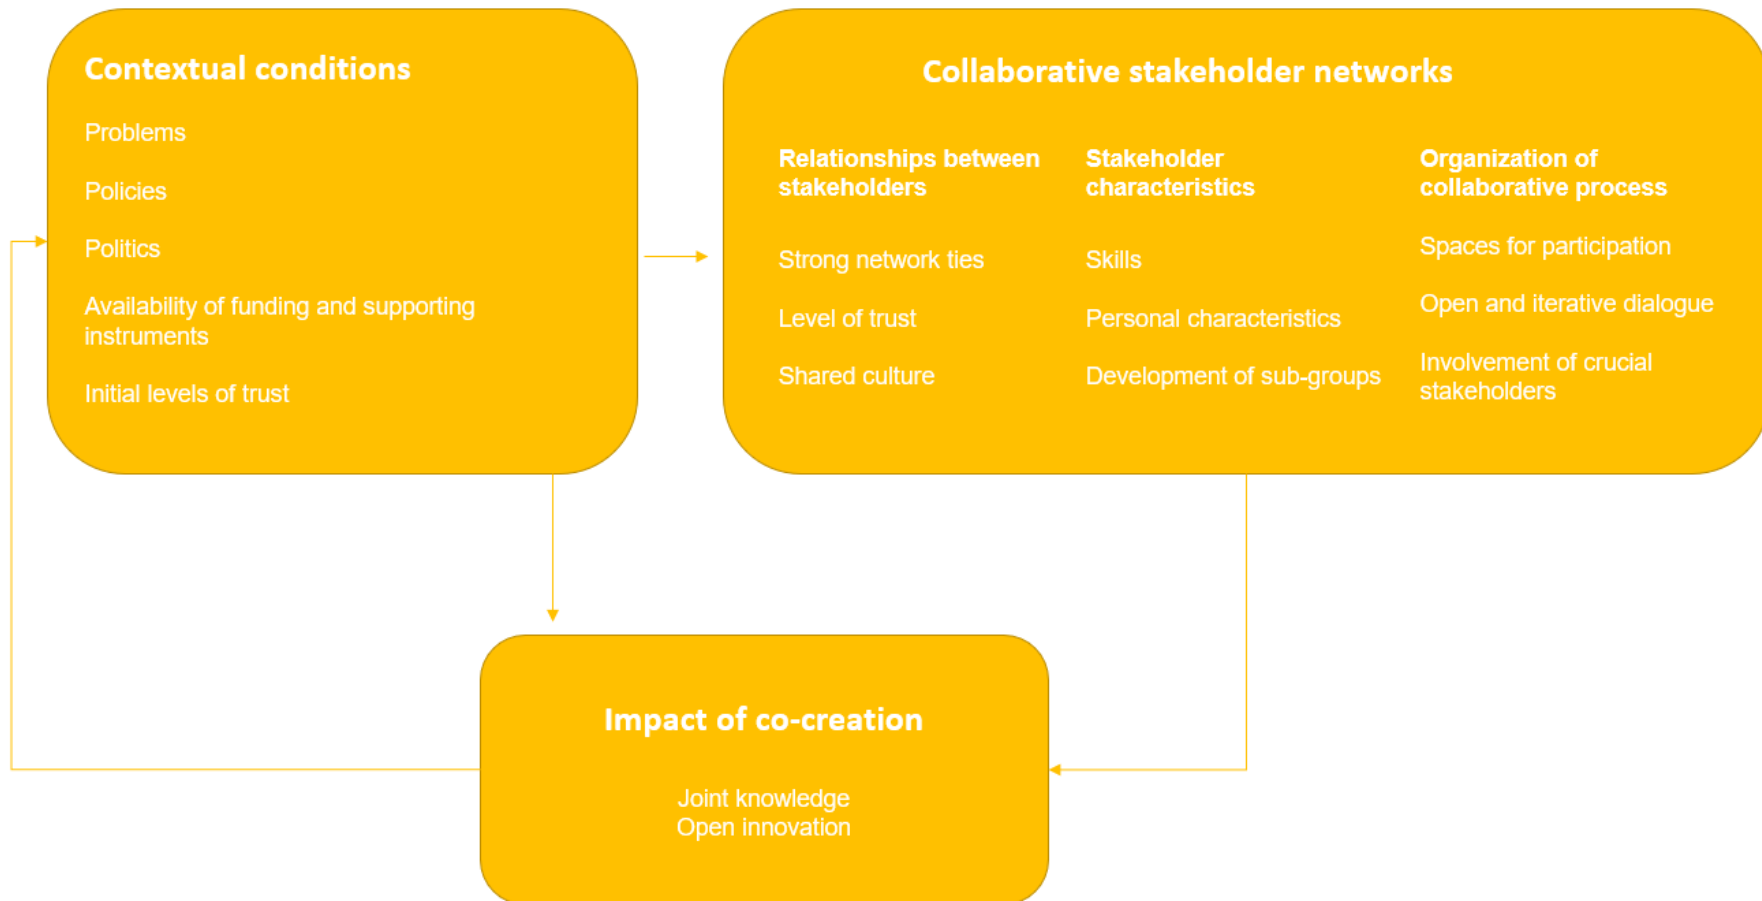 Contextual conditions
Problems
Policies
Politics
Availability of funding and supporting
instruments
Initial levels of trust
Collaborative stakeholder networks
Relationships between
stakeholders
Strong network ties
Level of trust
Shared culture
Stakeholder
characteristics
Skills
Personal characteristics
Development of sub-groups
Organization of
collaborative process
Spaces for participation
Open and iterative dialogue
Involvement of crucial
stakeholders
Impact of co-creation
Joint knowledge
Open innovation